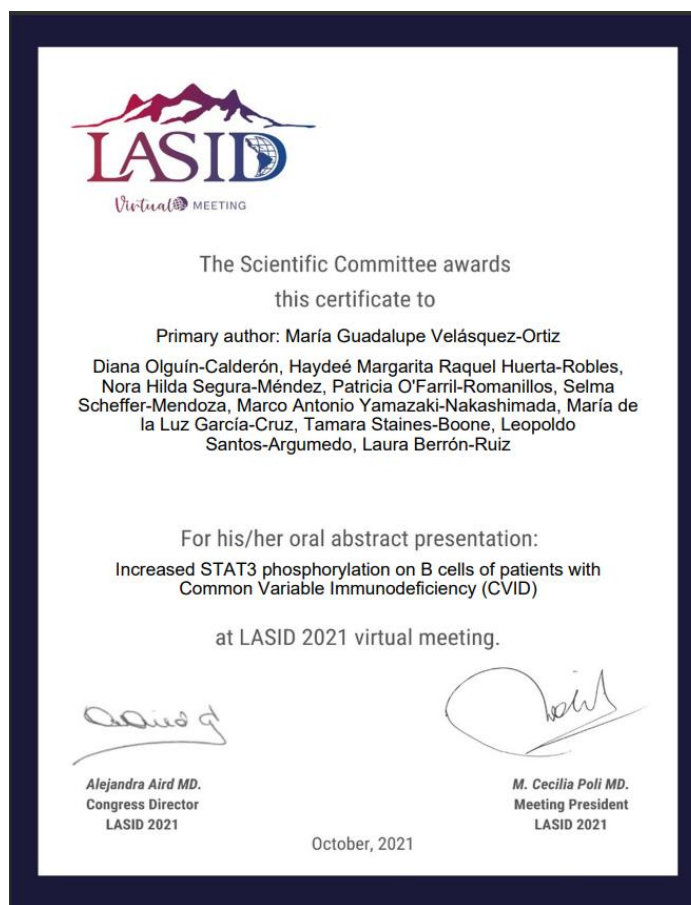 LASID
Virtual MEETING
The Scientific Committee awards
this certificate to
Primary author: María Guadalupe Velásquez-Ortiz
Diana Olguín-Calderón, Haydeé Margarita Raquel Huerta-Robles,
Nora Hilda Segura-Méndez, Patricia O'Farril-Romanillos, Selma
Scheffer-Mendoza, Marco Antonio Yamazaki-Nakashimada, María de
la Luz García-Cruz, Tamara Staines-Boone, Leopoldo
Santos-Argumedo, Laura Berrón-Ruiz
For his/her oral abstract presentation:
Increased STAT3 phosphorylation on B cells of patients with
Common Variable Immunodeficiency (CVID)
at LASID 2021 virtual meeting.
Alejandra Aird MD.
Congress Director
LASID 2021
M. Cecilia Poli MD.
Meeting President
LASID 2021
October, 2021